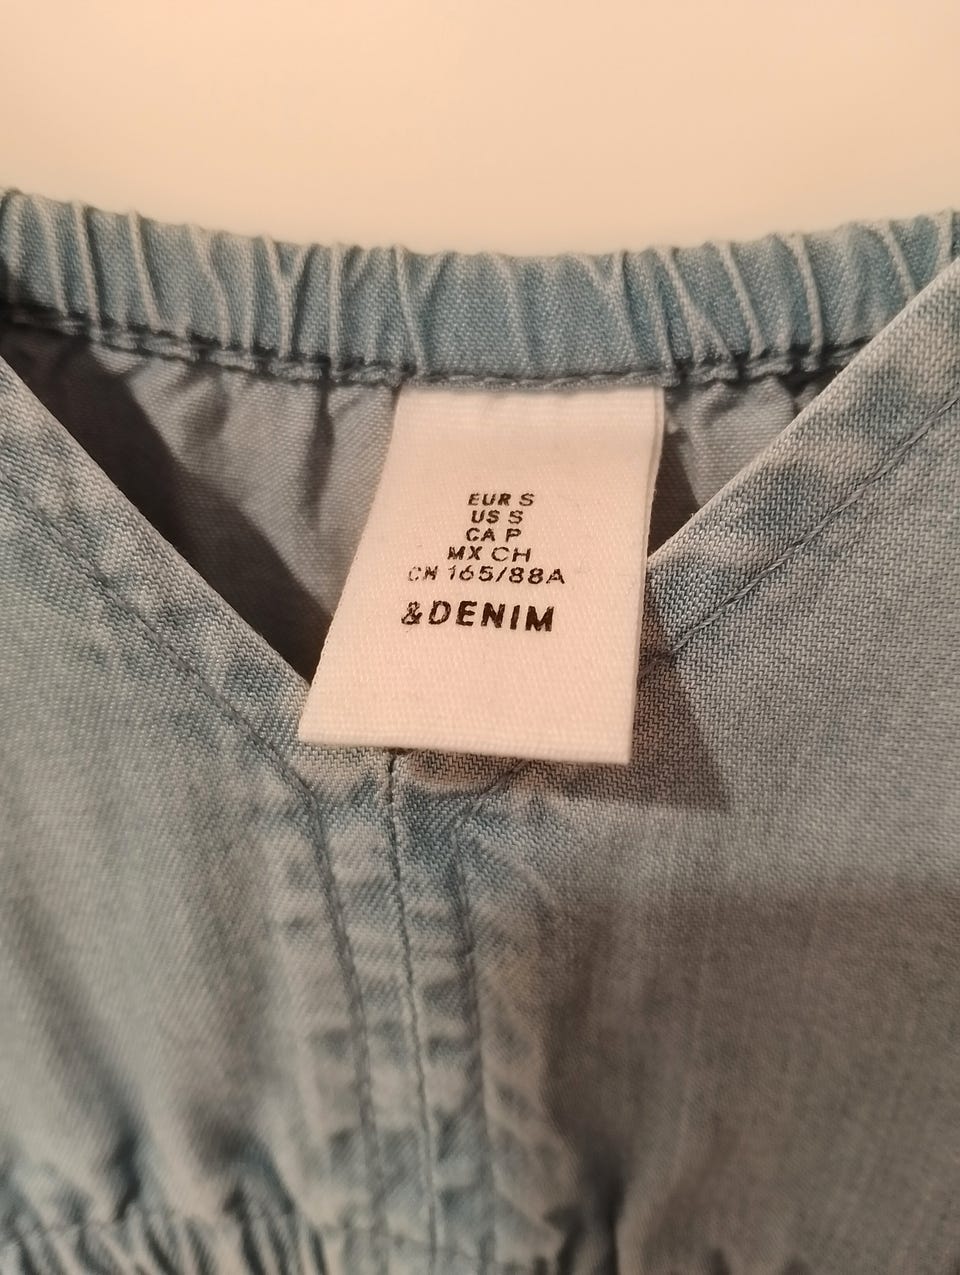 EUR S
US S
CA P
MX CH
CN 165/88A
&DENIM